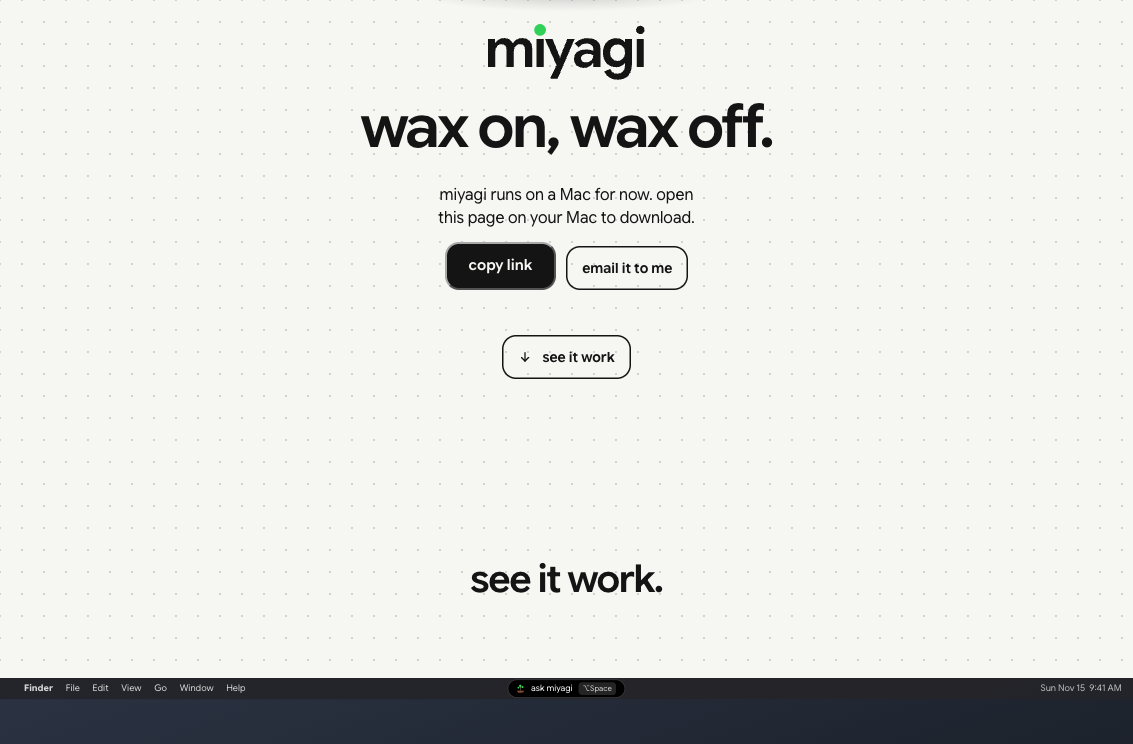 miyagi
wax on, wax off.
miyagi runs on a Mac for now. open
this page on your Mac to download.
copy link
email it to me
↓ see it work
see it work.
Finder File Edit View Go Window Help
ask miyagi ⌥Space
Sun Nov 15 9:41 AM